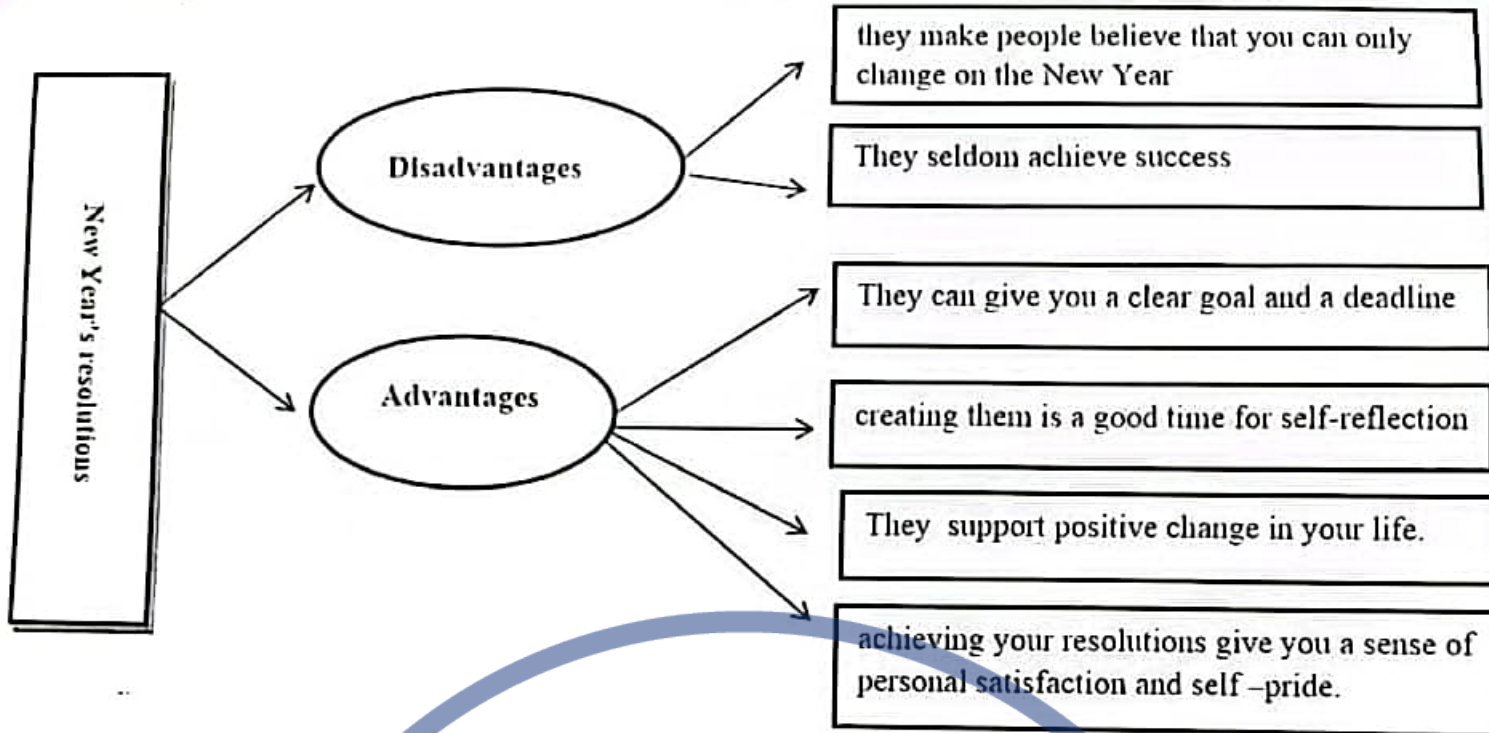 New Year's resolutions
Disadvantages
they make people believe that you can only
change on the New Year
They seldom achieve success
Advantages
They can give you a clear goal and a deadline
creating them is a good time for self-reflection
They support positive change in your life.
achieving your resolutions give you a sense of
personal satisfaction and self –pride.